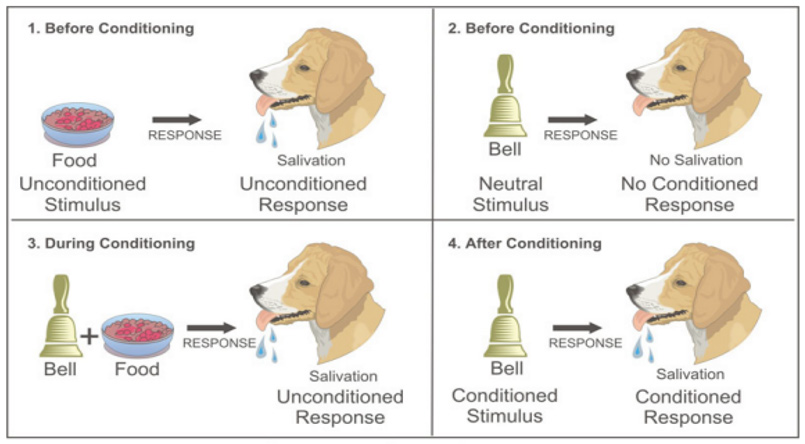 1. Before Conditioning
RESPONSE
Food
Unconditioned
Stimulus
Salivation
Unconditioned
Response
2. Before Conditioning
RESPONSE
Bell
Neutral
Stimulus
No Salivation
No Conditioned
Response
3. During Conditioning
+
RESPONSE
Bell
Food
Salivation
Unconditioned
Response
4. After Conditioning
RESPONSE
Bell
Conditioned
Stimulus
Salivation
Conditioned
Response